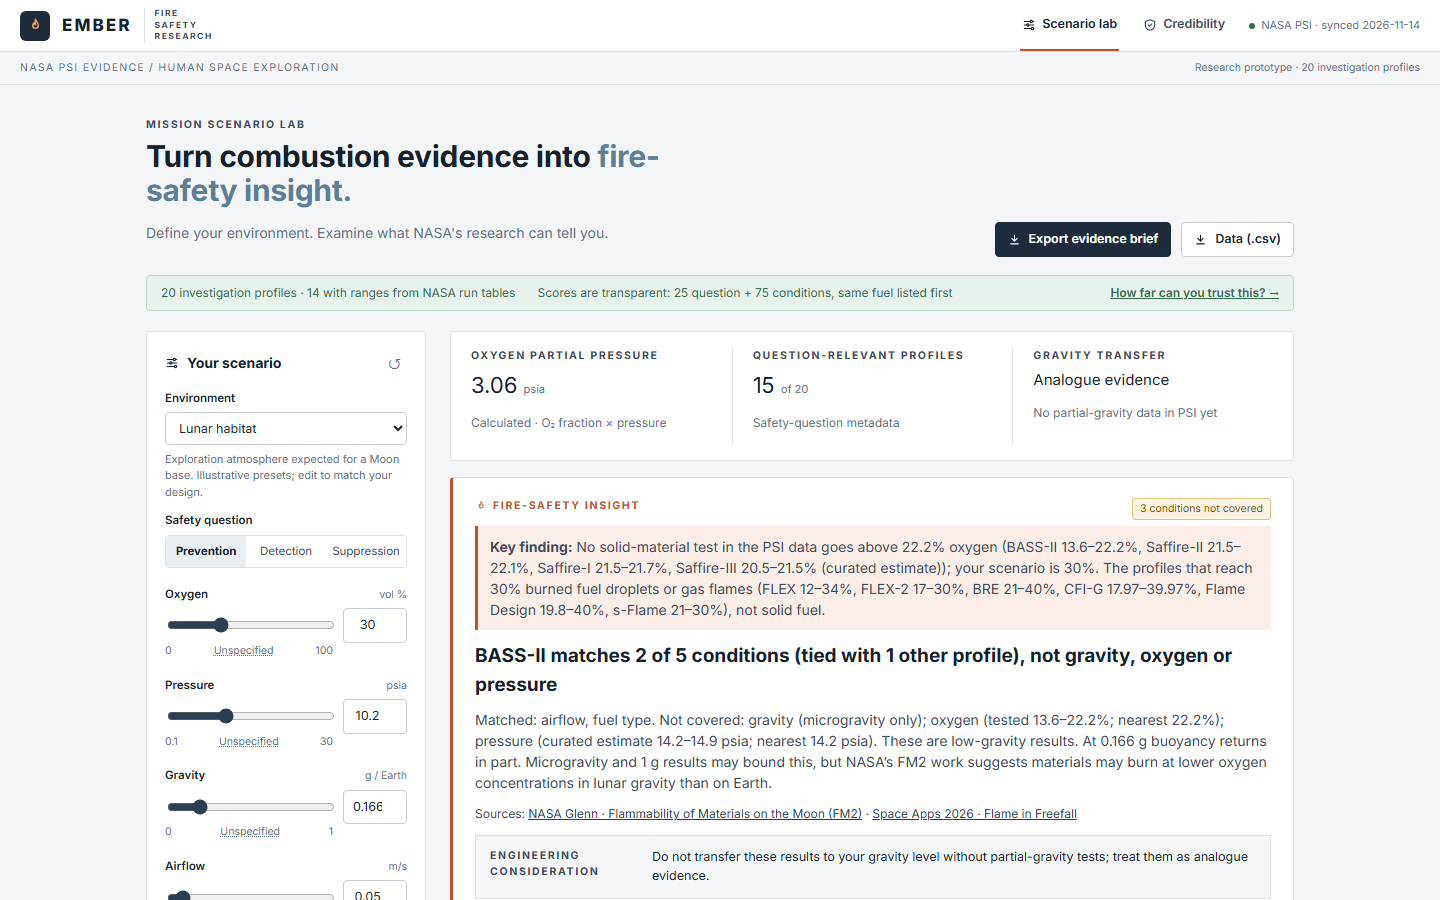 EMBER
FIRE
SAFETY
RESEARCH
Scenario lab
Credibility
NASA PSI · synced 2026-11-14
NASA PSI EVIDENCE / HUMAN SPACE EXPLORATION
Research prototype · 20 investigation profiles
MISSION SCENARIO LAB
Turn combustion evidence into fire-
safety insight.
Define your environment. Examine what NASA's research can tell you.
Export evidence brief
Data (.csv)
20 investigation profiles · 14 with ranges from NASA run tables
Scores are transparent: 25 question + 75 conditions, same fuel listed first
How far can you trust this? →
Your scenario
Environment
Lunar habitat
Exploration atmosphere expected for a Moon
base. Illustrative presets; edit to match your
design.
Safety question
Prevention
Detection
Suppression
Oxygen
vol %
30
0
Unspecified
100
Pressure
psia
10.2
0.1
Unspecified
30
Gravity
g / Earth
0.166
0
Unspecified
1
Airflow
m/s
0.05
OXYGEN PARTIAL PRESSURE
3.06 psia
Calculated · O₂ fraction × pressure
QUESTION-RELEVANT PROFILES
15 of 20
Safety-question metadata
GRAVITY TRANSFER
Analogue evidence
No partial-gravity data in PSI yet
FIRE-SAFETY INSIGHT
3 conditions not covered
Key finding: No solid-material test in the PSI data goes above 22.2% oxygen (BASS-II 13.6–22.2%, Saffire-II 21.5–
22.1%, Saffire-I 21.5–21.7%, Saffire-III 20.5–21.5% (curated estimate)); your scenario is 30%. The profiles that reach
30% burned fuel droplets or gas flames (FLEX 12–34%, FLEX-2 17–30%, BRE 21–40%, CFI-G 17.97–39.97%, Flame
Design 19.8–40%, s-Flame 21–30%), not solid fuel.
BASS-II matches 2 of 5 conditions (tied with 1 other profile), not gravity, oxygen or
pressure
Matched: airflow, fuel type. Not covered: gravity (microgravity only); oxygen (tested 13.6–22.2%; nearest 22.2%);
pressure (curated estimate 14.2–14.9 psia; nearest 14.2 psia). These are low-gravity results. At 0.166 g buoyancy returns
in part. Microgravity and 1 g results may bound this, but NASA's FM2 work suggests materials may burn at lower oxygen
concentrations in lunar gravity than on Earth.
Sources: NASA Glenn · Flammability of Materials on the Moon (FM2) · Space Apps 2026 · Flame in Freefall
ENGINEERING
CONSIDERATION
Do not transfer these results to your gravity level without partial-gravity tests; treat them as analogue
evidence.